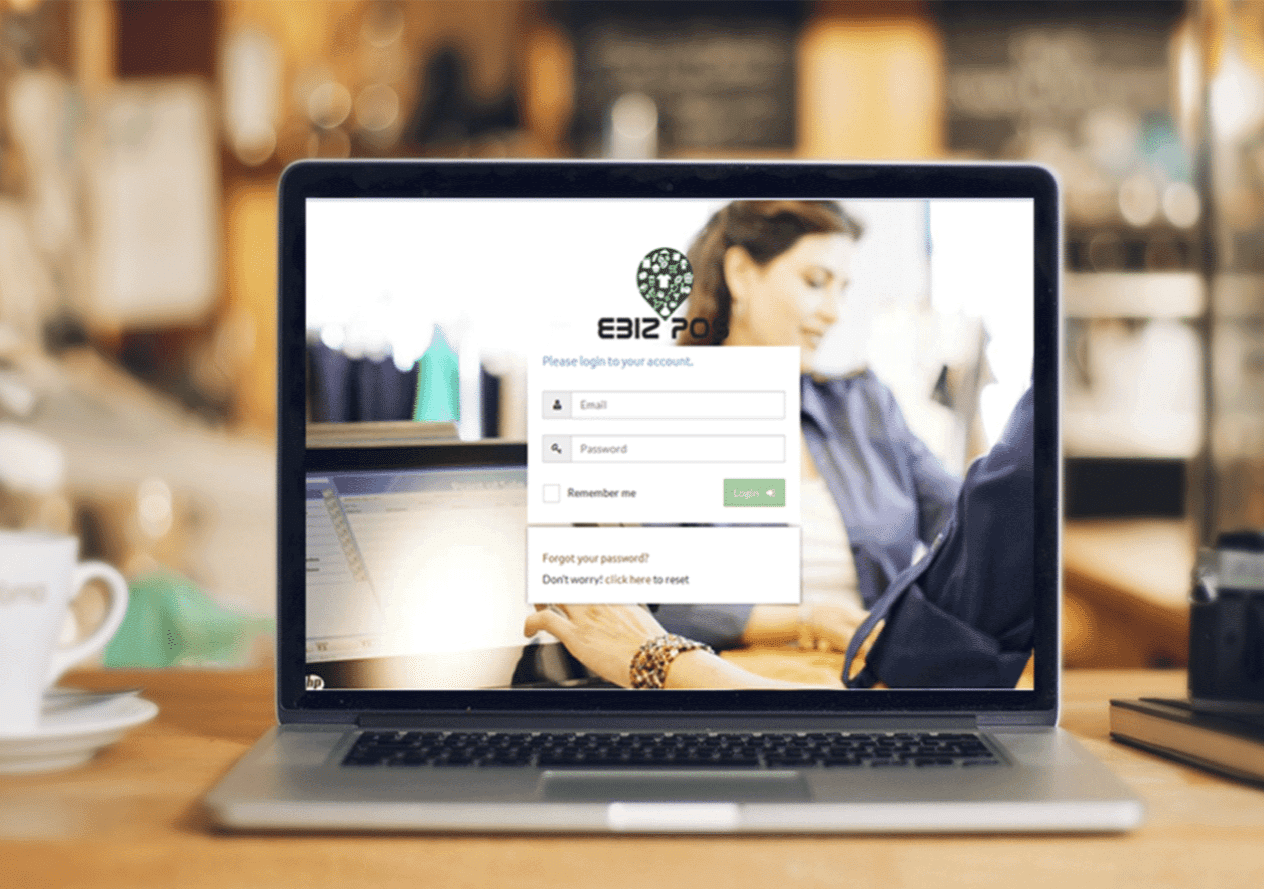 EBIZ POS
Please login to your account.
Email
Password
Remember me
Login
Forgot your password?
Don't worry! click here to reset
hp